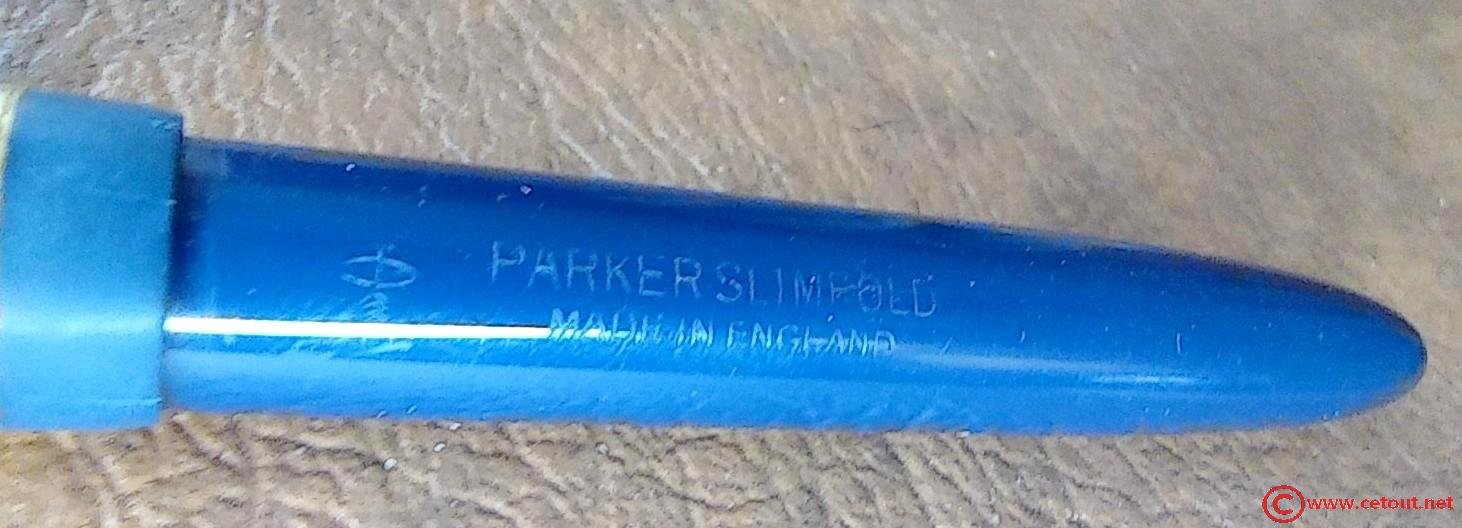 PARKER SLIMFOLD
MADE IN ENGLAND
©www.cetout.net